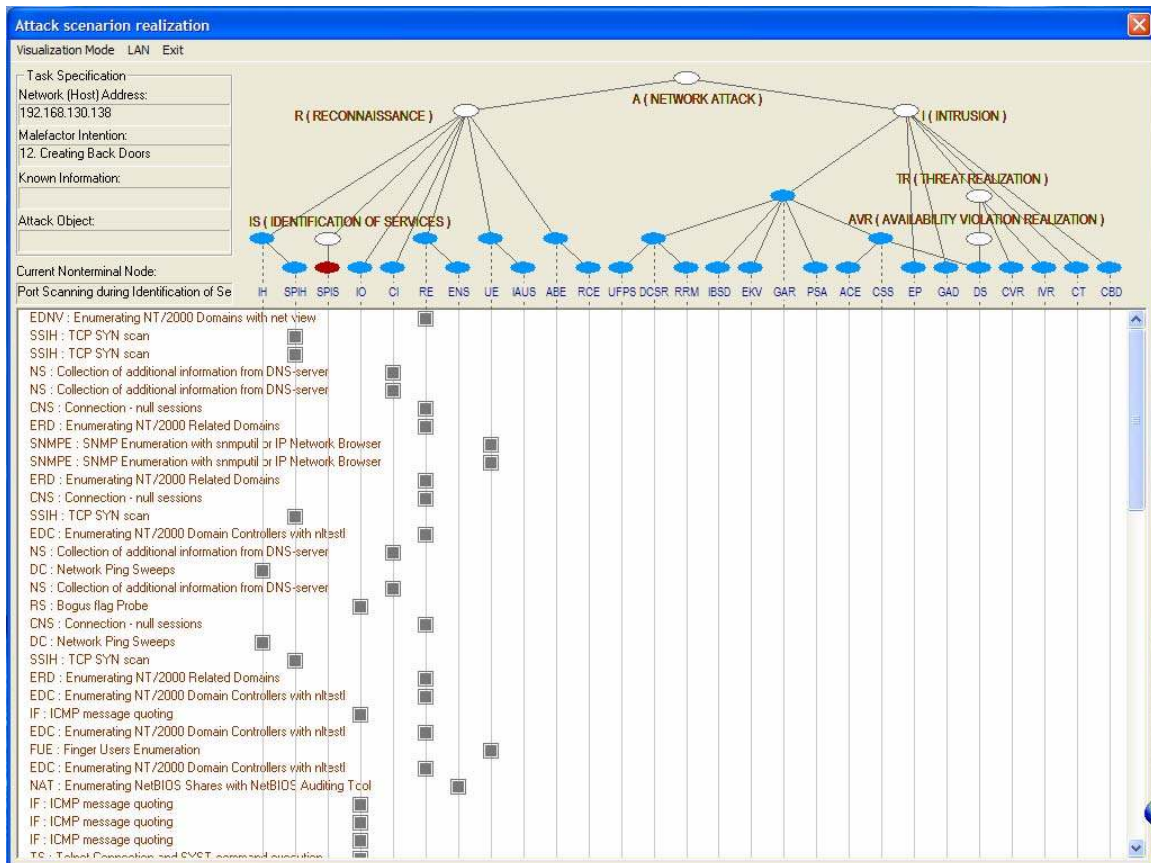 Attack scenarion realization
Visualization Mode LAN Exit
Task Specification
Network (Host) Address:
192.168.130.138
Malefactor Intention:
12. Creating Back Doors
Known Information:
Attack Object:
Current Nonterminal Node:
Port Scanning during Identification of Se
A ( NETWORK ATTACK )
R ( RECONNAISSANCE )
I ( INTRUSION )
TR ( THREAT REALIZATION )
IS ( IDENTIFICATION OF SERVICES )
AVR ( AVAILABILITY VIOLATION REALIZATION )
IH SPIH SPIS IO CI RE ENS UE IAUS ABE RCE UFPS DCSR RRM IBSD EKV GAR PSA ACE CSS EP GAD DS CVR IVR CT CBD
EDNV : Enumerating NT/2000 Domains with net view
SSIH : TCP SYN scan
SSIH : TCP SYN scan
NS : Collection of additional information from DNS-server
NS : Collection of additional information from DNS-server
CNS : Connection - null sessions
ERD : Enumerating NT/2000 Related Domains
SNMPE : SNMP Enumeration with snmputil or IP Network Browser
SNMPE : SNMP Enumeration with snmputil or IP Network Browser
ERD : Enumerating NT/2000 Related Domains
CNS : Connection - null sessions
SSIH : TCP SYN scan
EDC : Enumerating NT/2000 Domain Controllers with nltestl
NS : Collection of additional information from DNS-server
DC : Network Ping Sweeps
NS : Collection of additional information from DNS-server
RS : Bogus flag Probe
CNS : Connection - null sessions
DC : Network Ping Sweeps
SSIH : TCP SYN scan
ERD : Enumerating NT/2000 Related Domains
EDC : Enumerating NT/2000 Domain Controllers with nltestl
IF : ICMP message quoting
EDC : Enumerating NT/2000 Domain Controllers with nltestl
FUE : Finger Users Enumeration
EDC : Enumerating NT/2000 Domain Controllers with nltestl
NAT : Enumerating NetBIOS Shares with NetBIOS Auditing Tool
IF : ICMP message quoting
IF : ICMP message quoting
IF : ICMP message quoting
TS : Telnet Connection and SYST command execution